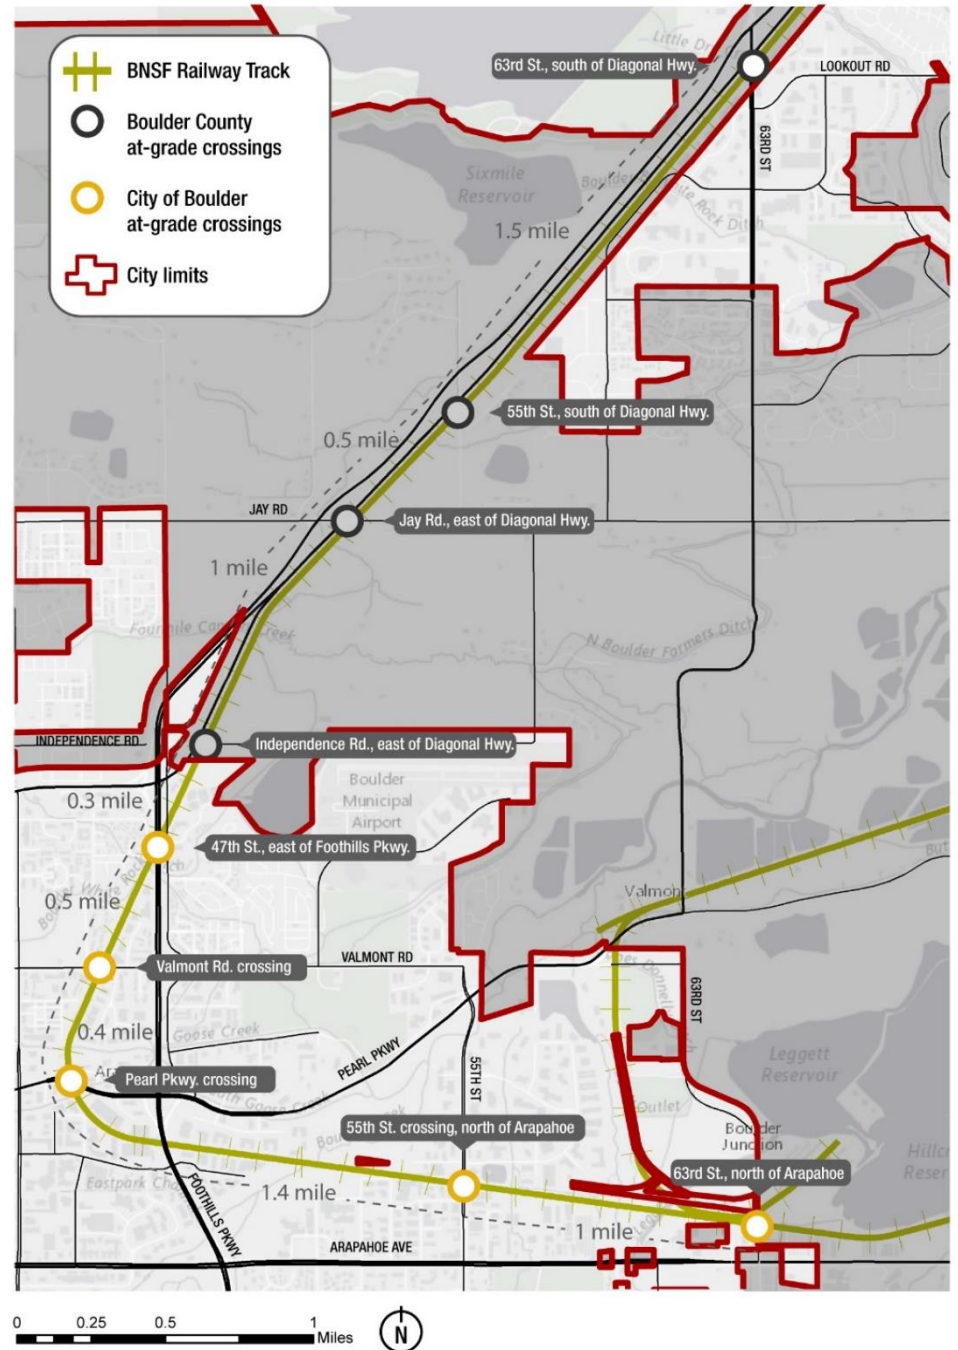 BNSF Railway Track
Boulder County
at-grade crossings
City of Boulder
at-grade crossings
City limits
63rd St., south of Diagonal Hwy.
LOOKOUT RD
63RD ST
Sixmile
Reservoir
1.5 mile
55th St., south of Diagonal Hwy.
0.5 mile
JAY RD
Jay Rd., east of Diagonal Hwy.
1 mile
N Boulder Farmers Ditch
INDEPENDENCE RD
Independence Rd., east of Diagonal Hwy.
Boulder
Municipal
Airport
0.3 mile
47th St., east of Foothills Pkwy.
0.5 mile
Valmont Rd. crossing
VALMONT RD
63RD ST
0.4 mile
Goose Creek
PEARL PKWY
Pearl Pkwy. crossing
55TH ST
Leggett
Reservoir
Outlet
Boulder
Junction
55th St. crossing, north of Arapahoe
63rd St., north of Arapahoe
FOOTHILLS PKWY
1.4 mile
1 mile
ARAPAHOE AVE
0 0.25 0.5 1
Miles
N